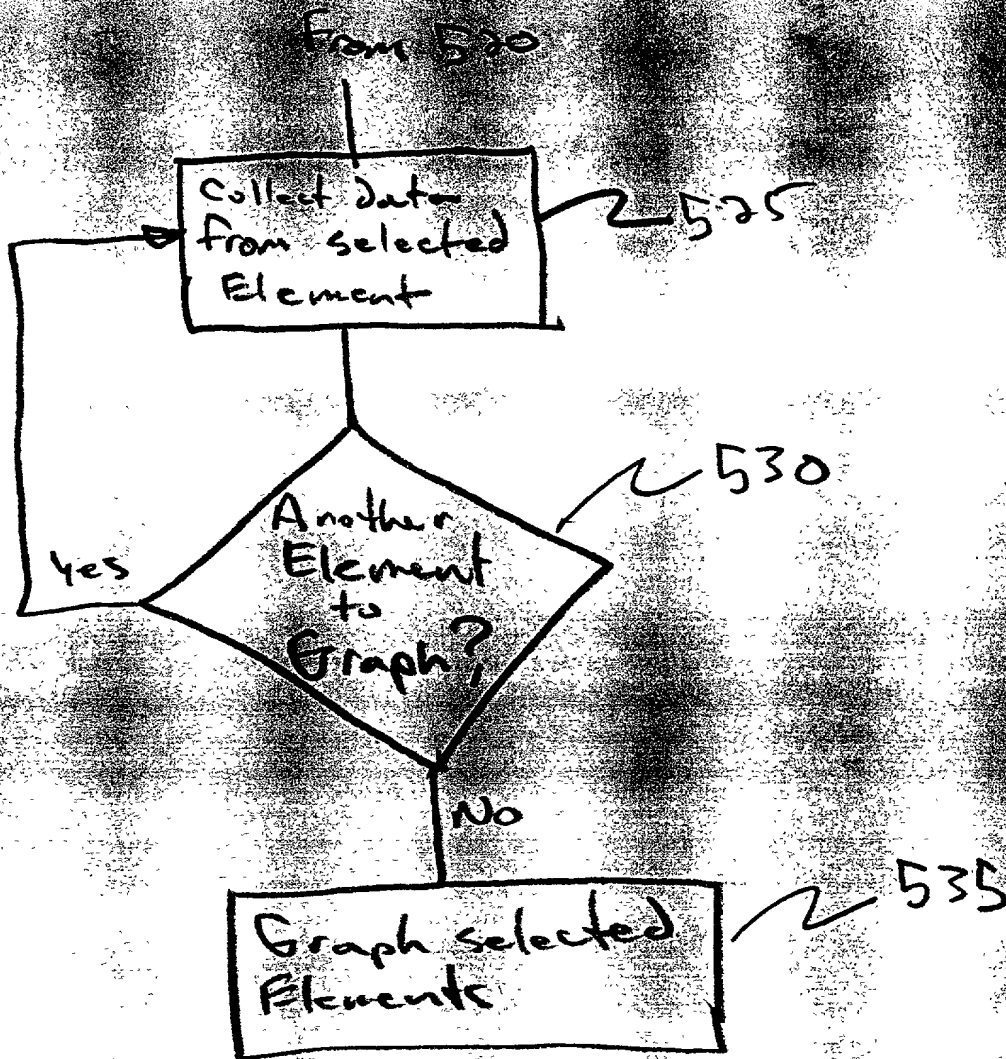 From 520
Collect Data
from selected
Element
525
530
Another
Element
to
Graph?
Yes
No
535
Graph selected
Elements